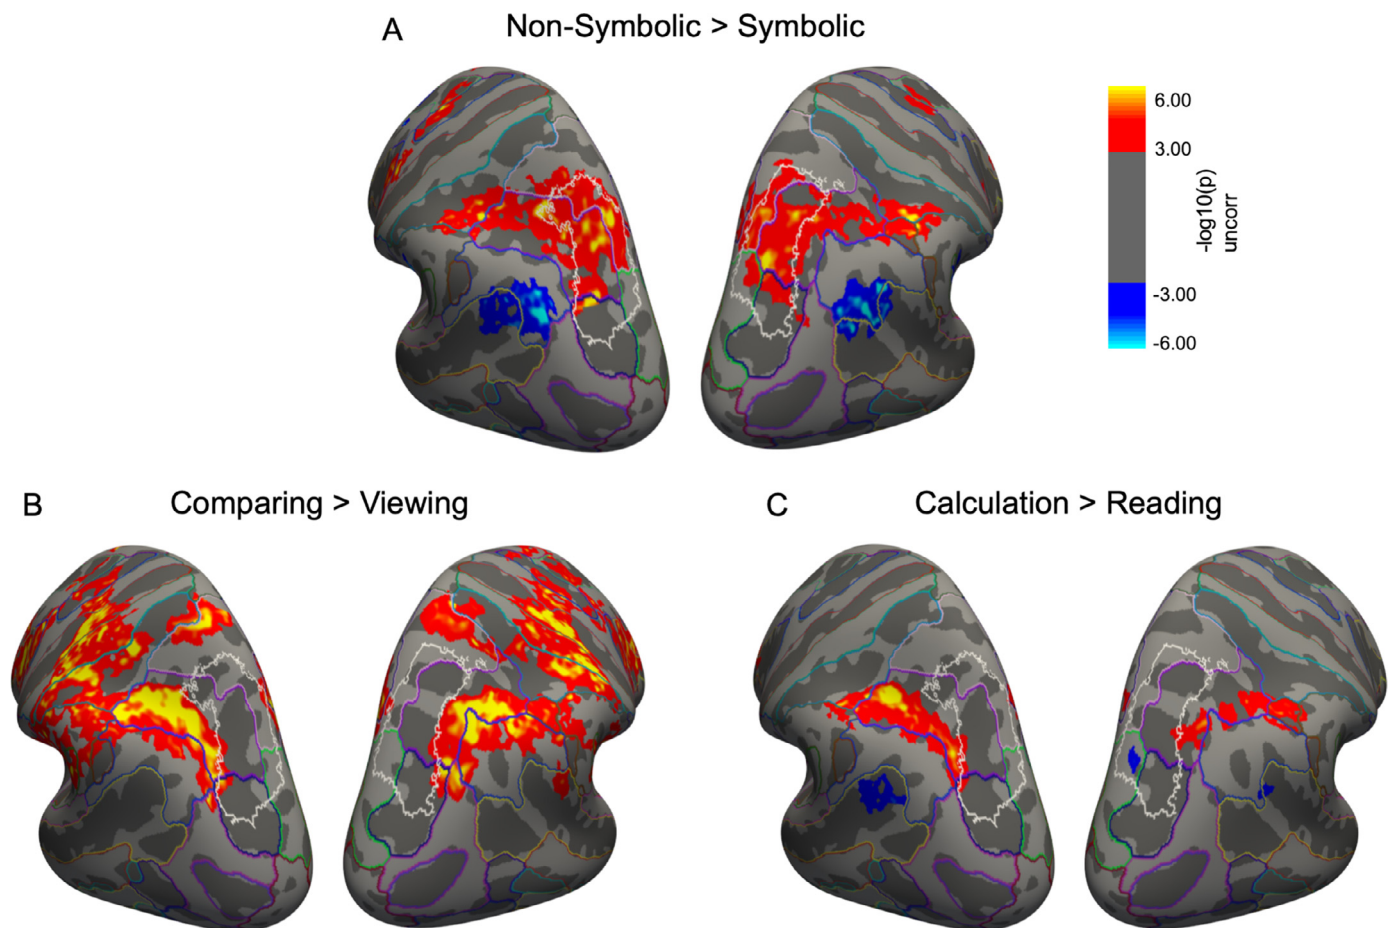 A Non-Symbolic > Symbolic
6.00
3.00
-log10(p)
uncorr
-3.00
-6.00
B Comparing > Viewing
C Calculation > Reading